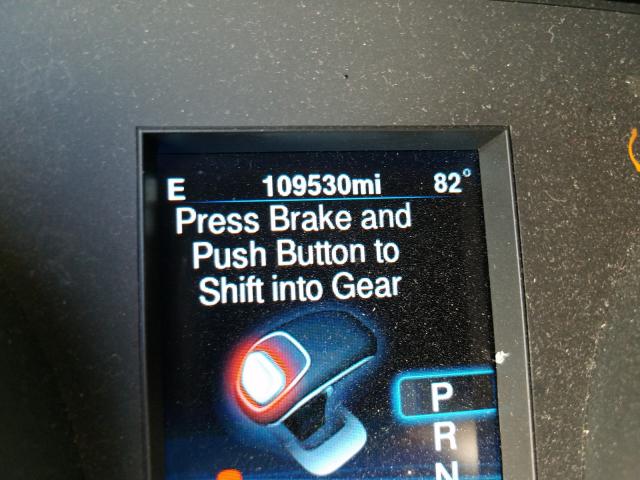 E 109530mi 82°
Press Brake and
Push Button to
Shift into Gear
P
R
N